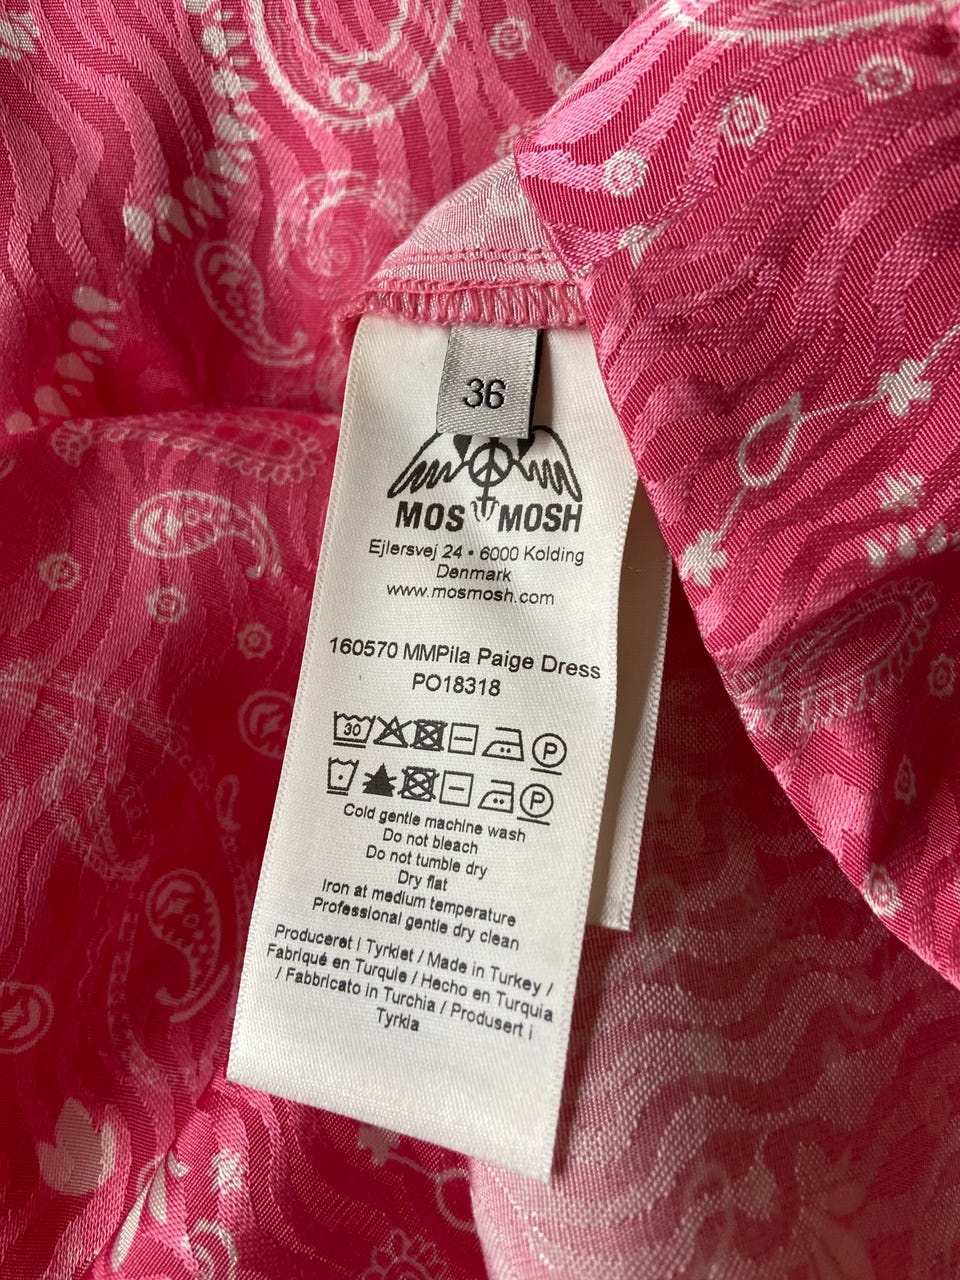 36
MOS MOSH
Ejlersvej 24 • 6000 Kolding
Denmark
www.mosmosh.com
160570 MMPila Paige Dress
PO18318
30 P
P
Cold gentle machine wash
Do not bleach
Do not tumble dry
Dry flat
Iron at medium temperature
Professional gentle dry clean
Produceret i Tyrkiet / Made in Turkey /
Fabriqué en Turquie / Hecho en Turquia
/ Fabbricato in Turchia / Produsert i
Tyrkia